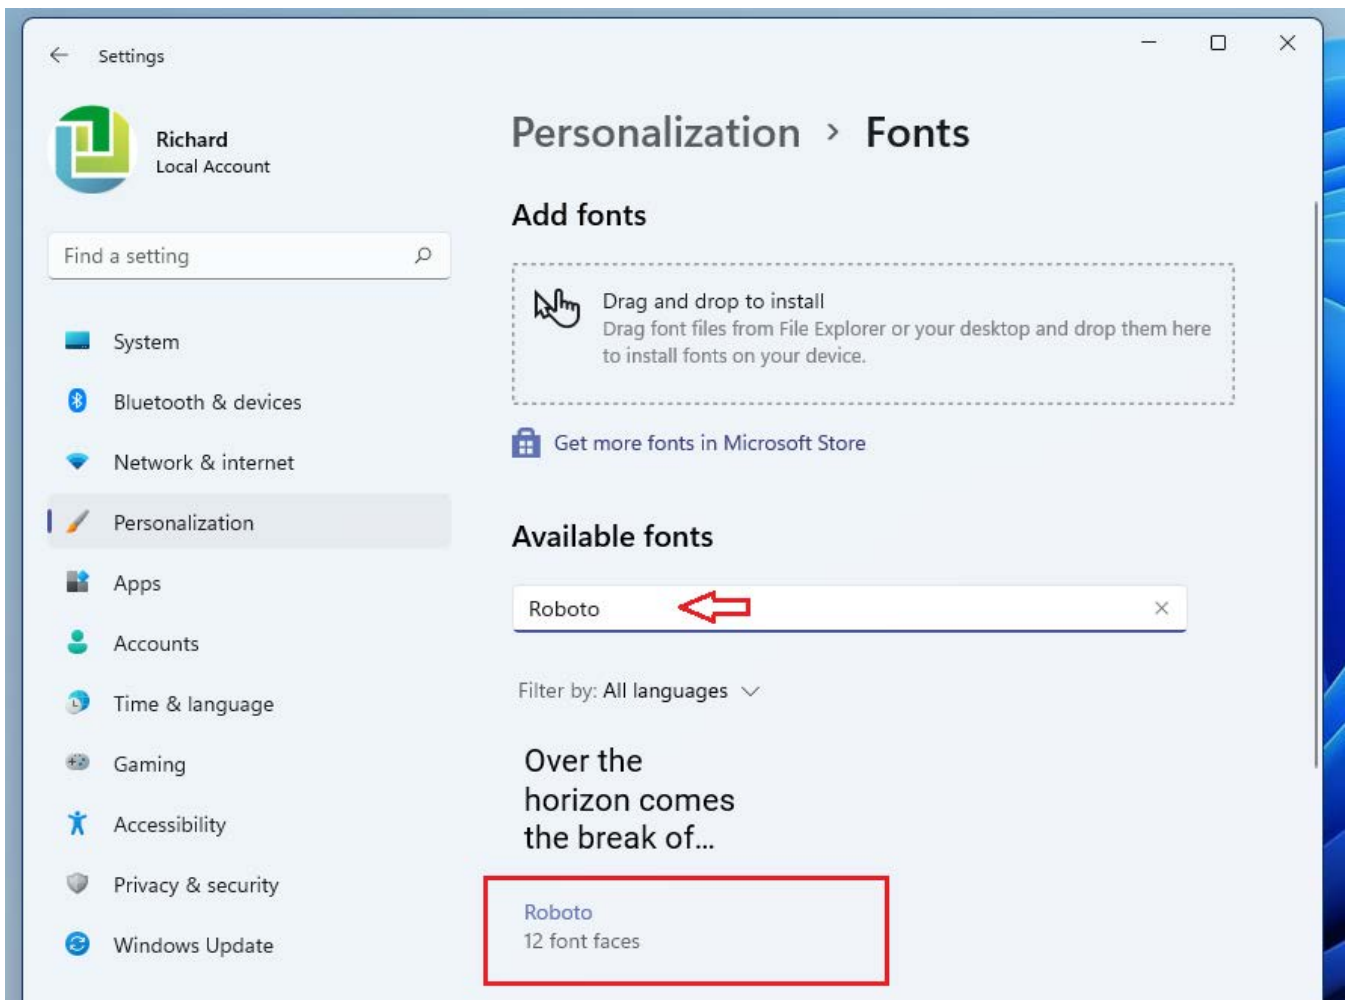 Settings
Richard
Local Account
Find a setting
System
Bluetooth & devices
Network & internet
Personalization
Apps
Accounts
Time & language
Gaming
Accessibility
Privacy & security
Windows Update
Personalization > Fonts
Add fonts
Drag and drop to install
Drag font files from File Explorer or your desktop and drop them here
to install fonts on your device.
Get more fonts in Microsoft Store
Available fonts
Roboto
Filter by: All languages
Over the
horizon comes
the break of...
Roboto
12 font faces